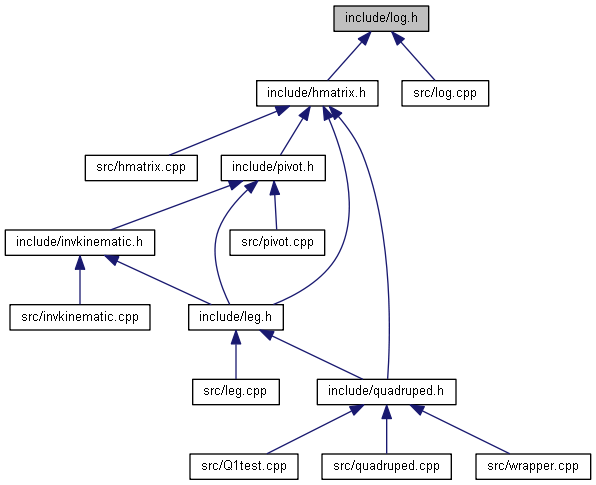 include/log.h
include/hmatrix.h
src/log.cpp
src/hmatrix.cpp
include/pivot.h
include/invkinematic.h
src/pivot.cpp
src/invkinematic.cpp
include/leg.h
src/leg.cpp
include/quadruped.h
src/Q1test.cpp
src/quadruped.cpp
src/wrapper.cpp